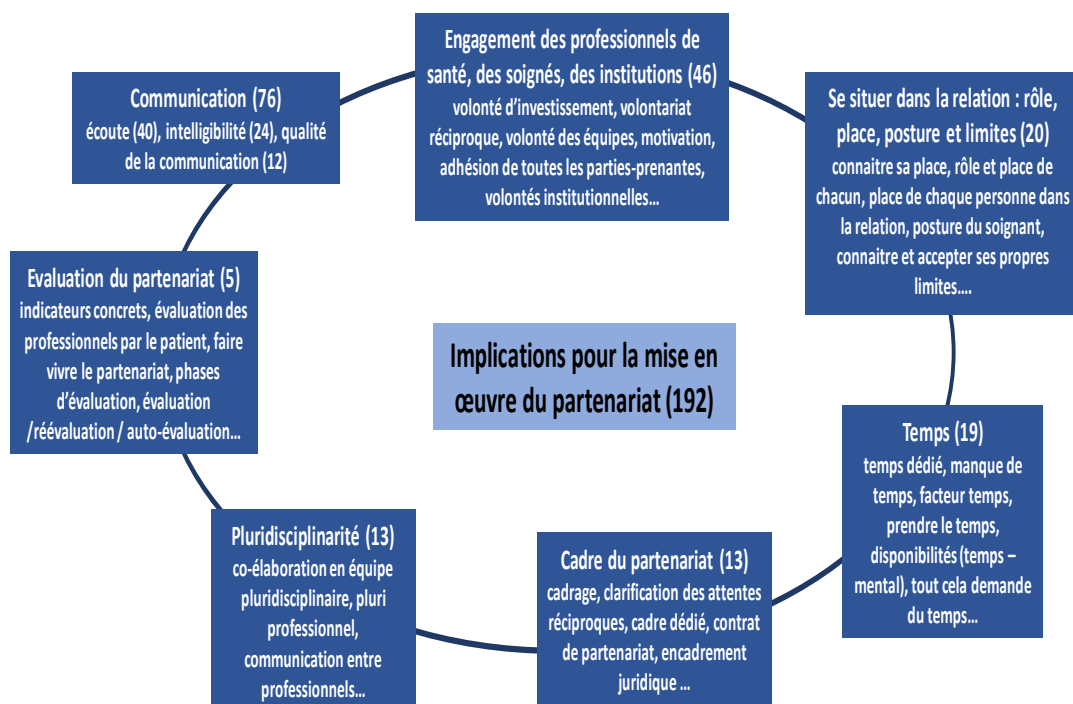 Engagement des professionnels de
santé, des soignés, des institutions (46)
volonté d'investissement, volontariat
réciproque, volonté des équipes, motivation,
adhésion de toutes les parties-prenantes,
volontés institutionnelles…
Communication (76)
écoute (40), intelligibilité (24), qualité
de la communication (12)
Se situer dans la relation : rôle,
place, posture et limites (20)
connaitre sa place, rôle et place de
chacun, place de chaque personne dans
la relation, posture du soignant,
connaitre et accepter ses propres
limites….
Evaluation du partenariat (5)
indicateurs concrets, évaluation des
professionnels par le patient, faire
vivre le partenariat, phases
d'évaluation, évaluation
/réévaluation / auto-évaluation…
Implications pour la mise en
œuvre du partenariat (192)
Temps (19)
temps dédié, manque de
temps, facteur temps,
prendre le temps,
disponibilités (temps –
mental), tout cela demande
du temps…
Pluridisciplinarité (13)
co-élaboration en équipe
pluridisciplinaire, pluri
professionnel,
communication entre
professionnels…
Cadre du partenariat (13)
cadrage, clarification des attentes
réciproques, cadre dédié, contrat
de partenariat, encadrement
juridique …